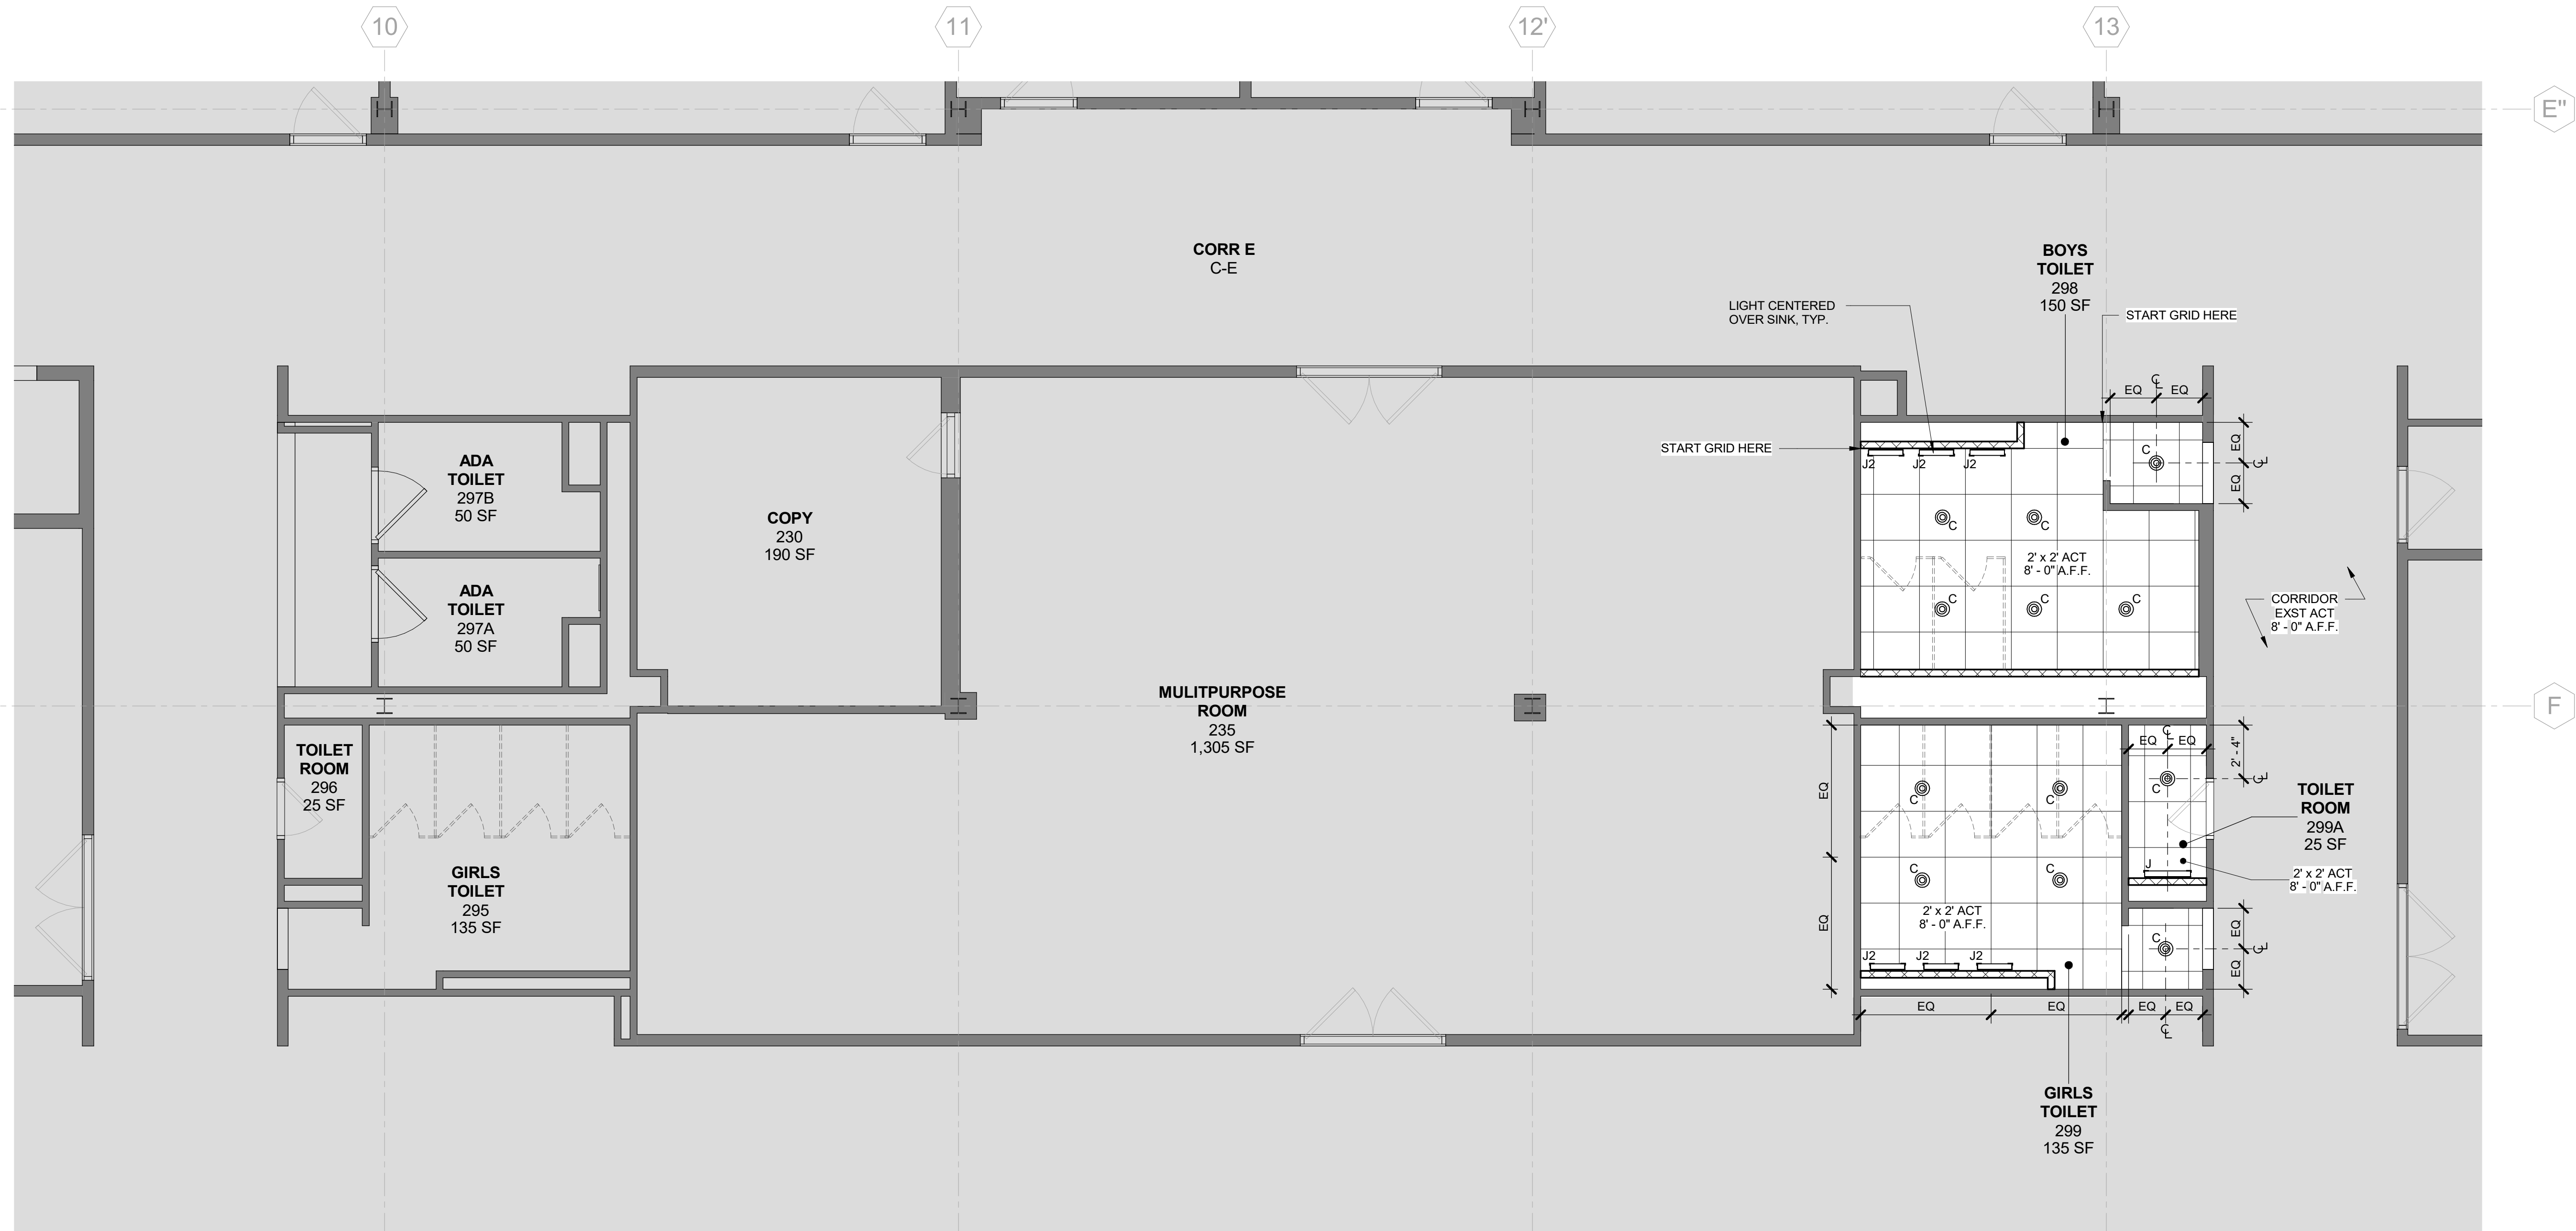 10
11
12'
13
E"
CORR E
C-E
BOYS
TOILET
298
150 SF
LIGHT CENTERED
OVER SINK, TYP.
START GRID HERE
START GRID HERE
EQ
℄
EQ
EQ
℄
EQ
J2
J2
J2
C
C
C
2' x 2' ACT
8' - 0" A.F.F.
C
C
C
CORRIDOR
EXST ACT
8' - 0" A.F.F.
ADA
TOILET
297B
50 SF
ADA
TOILET
297A
50 SF
COPY
230
190 SF
MULITPURPOSE
ROOM
235
1,305 SF
F
TOILET
ROOM
296
25 SF
GIRLS
TOILET
295
135 SF
EQ
EQ
C
C
C
C
2' x 2' ACT
8' - 0" A.F.F.
J2
J2
J2
EQ
℄
EQ
2' - 4"
℄
C
J
TOILET
ROOM
299A
25 SF
2' x 2' ACT
8' - 0" A.F.F.
C
EQ
℄
EQ
EQ
EQ
EQ
EQ
℄
GIRLS
TOILET
299
135 SF